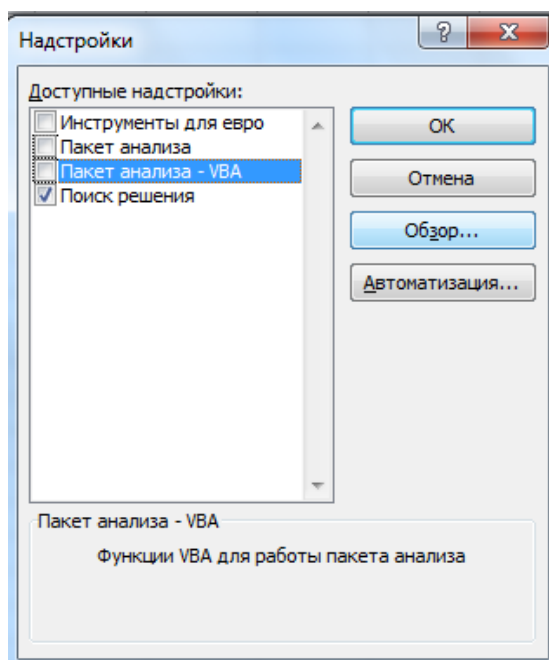 Надстройки
Доступные надстройки:
Инструменты для евро
Пакет анализа
Пакет анализа - VBA
Поиск решения
ОК
Отмена
Обзор...
Автоматизация...
Пакет анализа - VBA
Функции VBA для работы пакета анализа